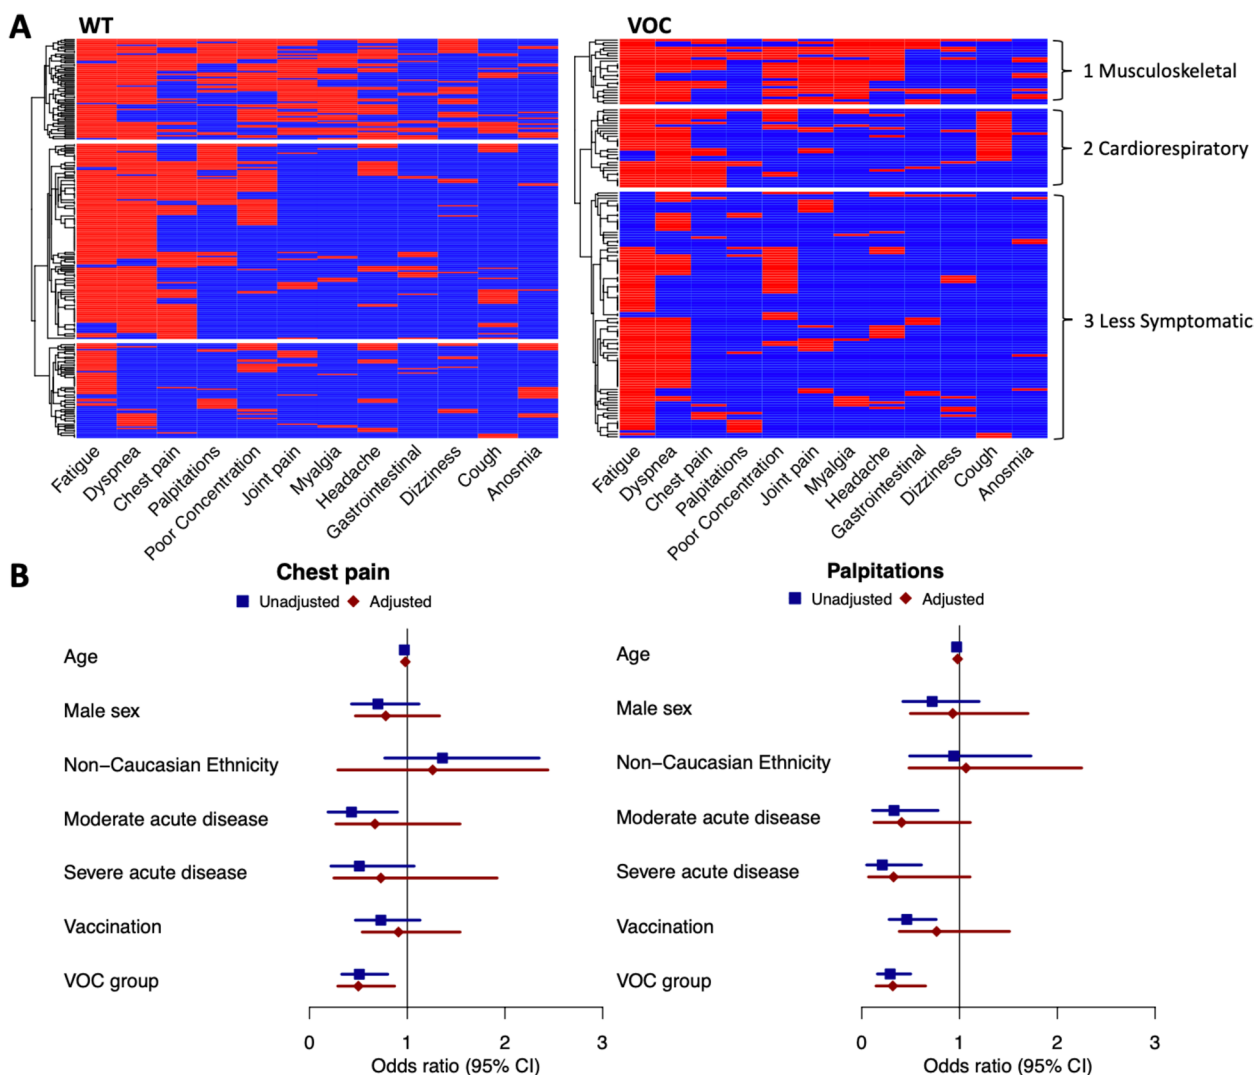 A
WT
VOC
1 Musculoskeletal
2 Cardiorespiratory
3 Less Symptomatic
Fatigue
Dyspnea
Chest pain
Palpitations
Poor Concentration
Joint pain
Myalgia
Headache
Gastrointestinal
Dizziness
Cough
Anosmia
Fatigue
Dyspnea
Chest pain
Palpitations
Poor Concentration
Joint pain
Myalgia
Headache
Gastrointestinal
Dizziness
Cough
Anosmia
B
Chest pain
Unadjusted Adjusted
Age
Male sex
Non-Caucasian Ethnicity
Moderate acute disease
Severe acute disease
Vaccination
VOC group
0 1 2 3
Odds ratio (95% CI)
Palpitations
Unadjusted Adjusted
Age
Male sex
Non-Caucasian Ethnicity
Moderate acute disease
Severe acute disease
Vaccination
VOC group
0 1 2 3
Odds ratio (95% CI)